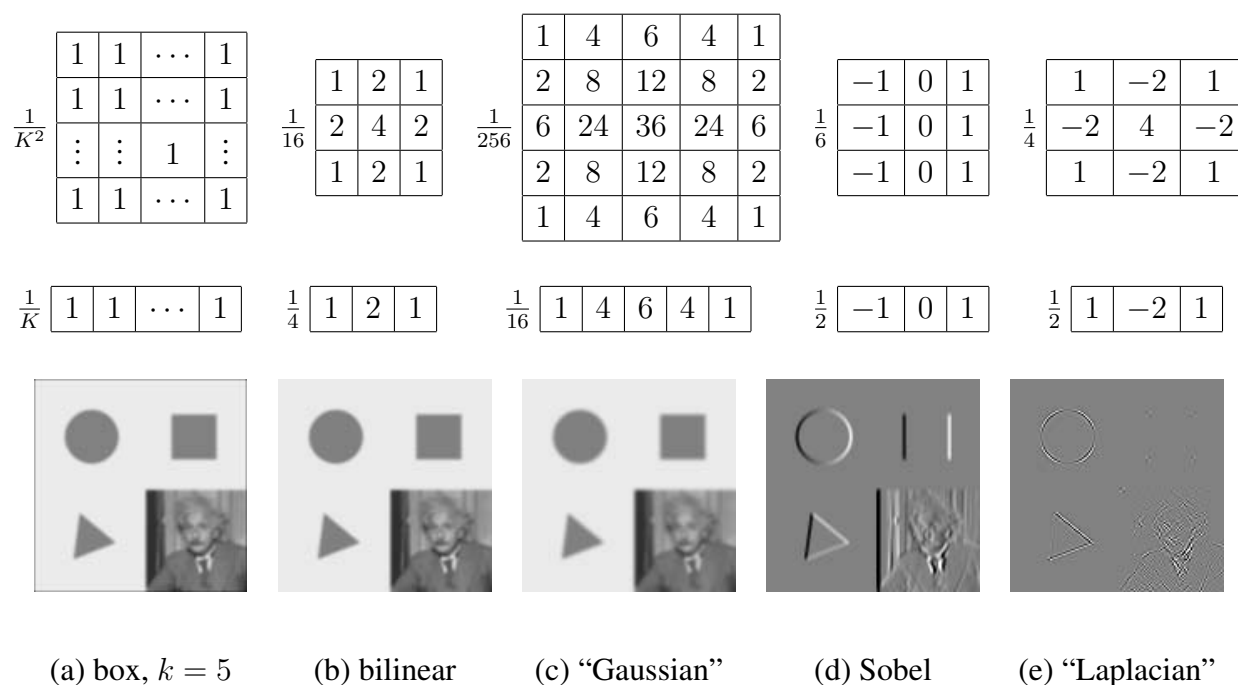 1/K² 
1 1 ⋯ 1
1 1 ⋯ 1
⋮ ⋮ 1 ⋮
1 1 ⋯ 1
1/16
1 2 1
2 4 2
1 2 1
1/256
1 4 6 4 1
2 8 12 8 2
6 24 36 24 6
2 8 12 8 2
1 4 6 4 1
1/6
−1 0 1
−1 0 1
−1 0 1
1/4
1 −2 1
−2 4 −2
1 −2 1
1/K 1 1 ⋯ 1
1/4 1 2 1
1/16 1 4 6 4 1
1/2 −1 0 1
1/2 1 −2 1
(a) box, k = 5
(b) bilinear
(c) “Gaussian”
(d) Sobel
(e) “Laplacian”